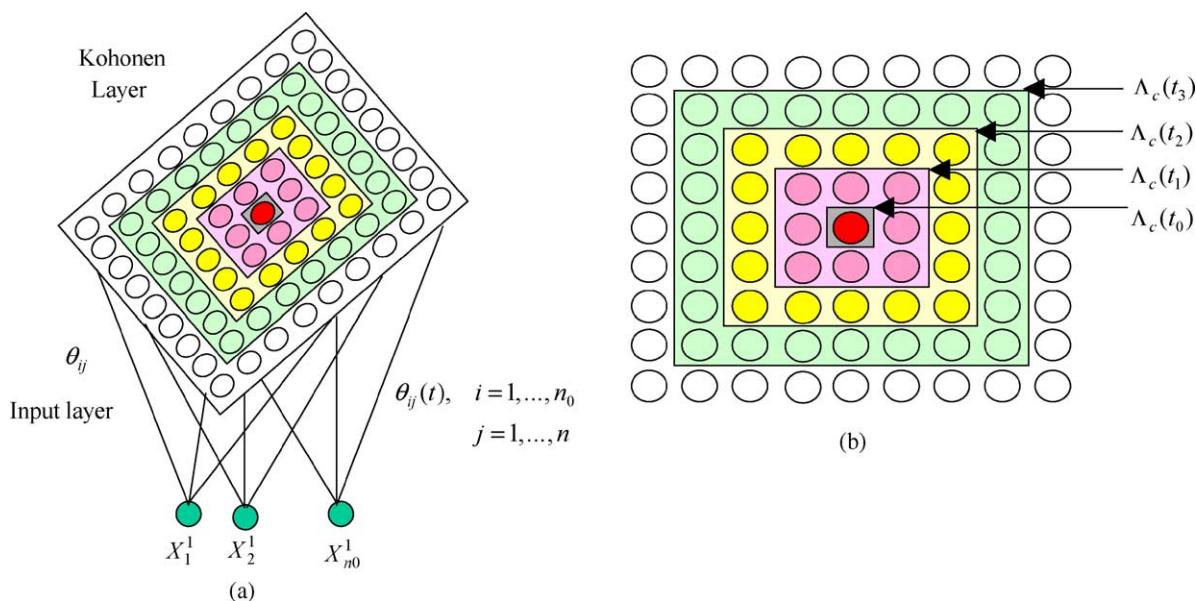 Kohonen
Layer
θij
Input layer
θij(t), i = 1,...,n0
j = 1,...,n
X11
X21
Xn01
(a)
Λc(t3)
Λc(t2)
Λc(t1)
Λc(t0)
(b)